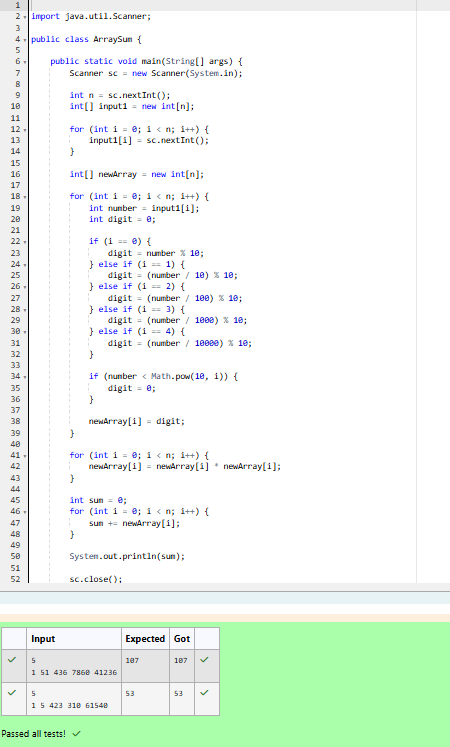 1
2 import java.util.Scanner;
3
4 public class ArraySum {
5
6 public static void main(String[] args) {
7 Scanner sc = new Scanner(System.in);
8
9 int n = sc.nextInt();
10 int[] input1 = new int[n];
11
12 for (int i = 0; i < n; i++) {
13 input1[i] = sc.nextInt();
14 }
15
16 int[] newArray = new int[n];
17
18 for (int i = 0; i < n; i++) {
19 int number = input1[i];
20 int digit = 0;
21
22 if (i == 0) {
23 digit = number % 10;
24 } else if (i == 1) {
25 digit = (number / 10) % 10;
26 } else if (i == 2) {
27 digit = (number / 100) % 10;
28 } else if (i == 3) {
29 digit = (number / 1000) % 10;
30 } else if (i == 4) {
31 digit = (number / 10000) % 10;
32 }
33
34 if (number < Math.pow(10, i)) {
35 digit = 0;
36 }
37
38 newArray[i] = digit;
39 }
40
41 for (int i = 0; i < n; i++) {
42 newArray[i] = newArray[i] * newArray[i];
43 }
44
45 int sum = 0;
46 for (int i = 0; i < n; i++) {
47 sum += newArray[i];
48 }
49
50 System.out.println(sum);
51
52 sc.close();
Input Expected Got
5 107 107
1 51 436 7860 41236
5 53 53
1 5 423 310 61540
Passed all tests!